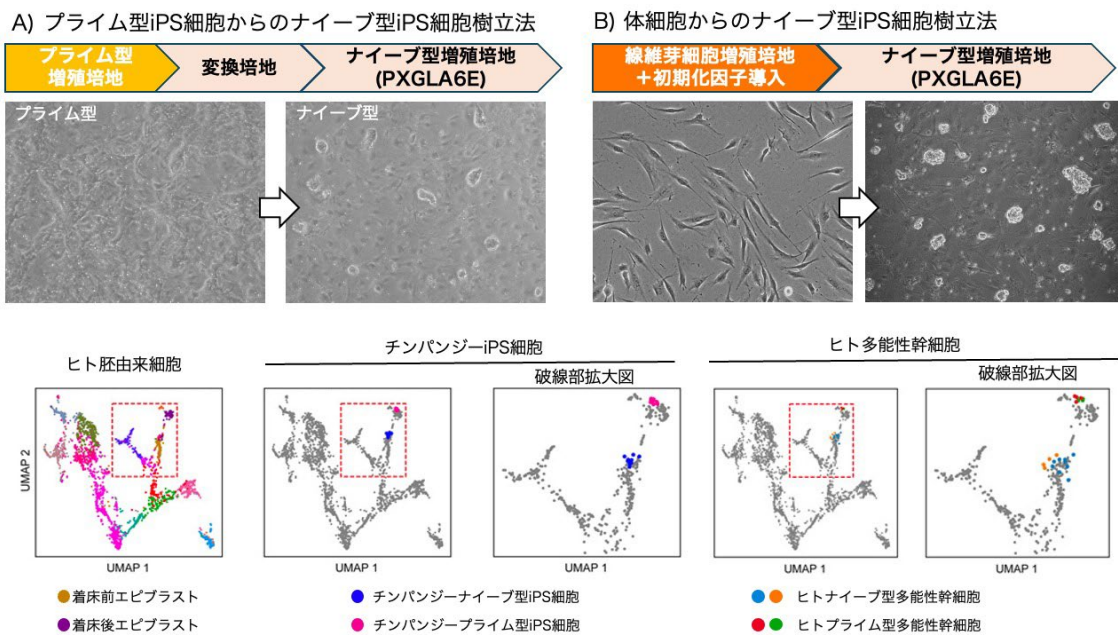 A) プライム型iPS細胞からのナイーブ型iPS細胞樹立法
プライム型
増殖培地
変換培地
ナイーブ型増殖培地
(PXGLA6E)
プライム型
ナイーブ型
B) 体細胞からのナイーブ型iPS細胞樹立法
線維芽細胞増殖培地
+初期化因子導入
ナイーブ型増殖培地
(PXGLA6E)
ヒト胚由来細胞
チンパンジーiPS細胞
破線部拡大図
ヒト多能性幹細胞
破線部拡大図
UMAP 2
UMAP 1
UMAP 1
UMAP 1
UMAP 1
UMAP 1
着床前エピブラスト
着床後エピブラスト
チンパンジーナイーブ型iPS細胞
チンパンジープライム型iPS細胞
ヒトナイーブ型多能性幹細胞
ヒトプライム型多能性幹細胞